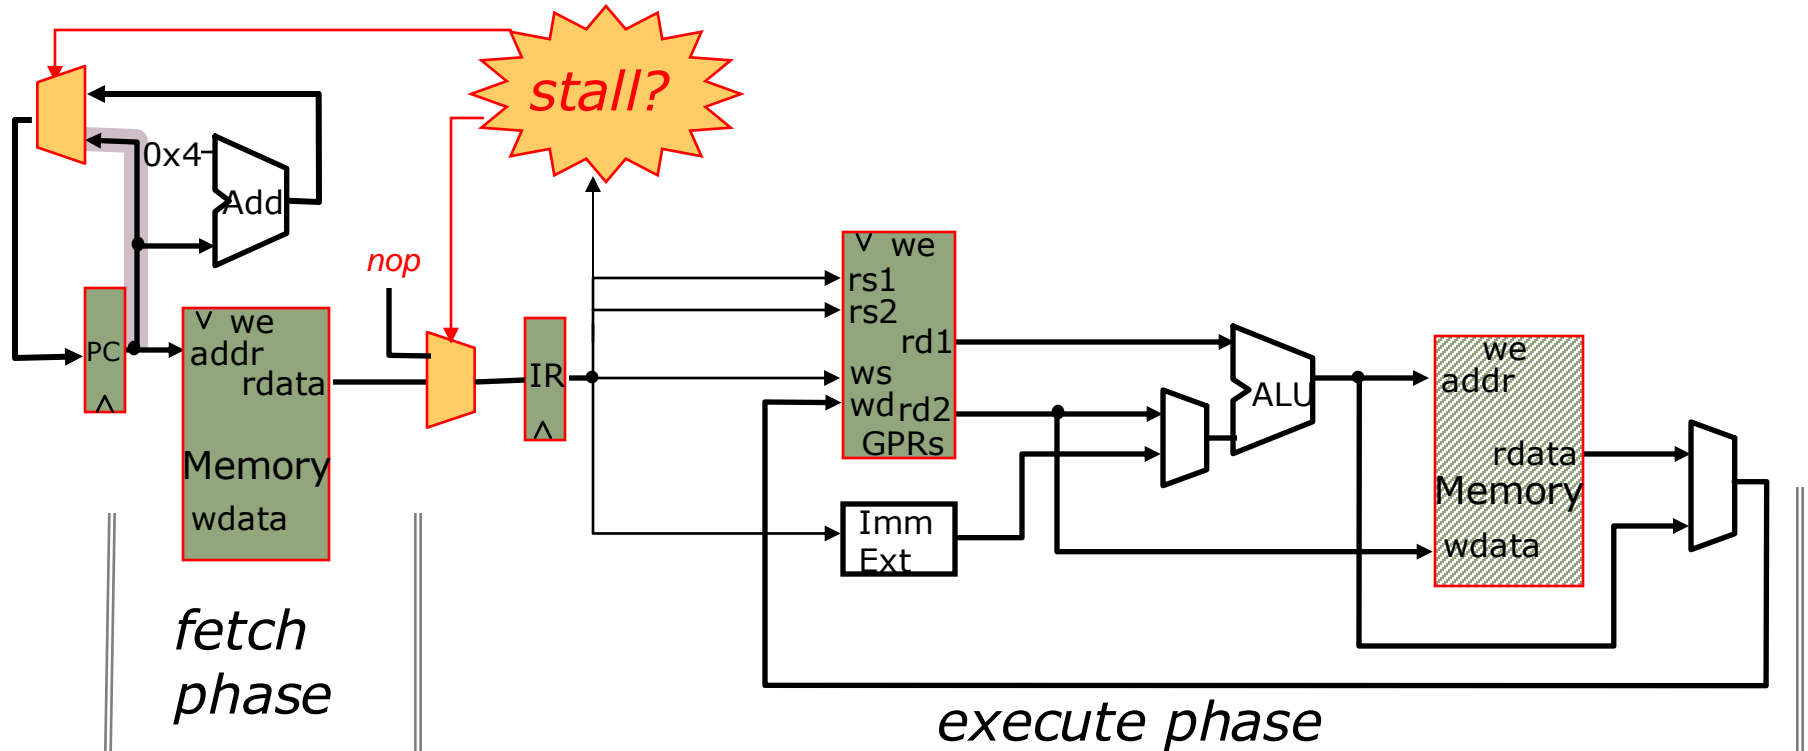 stall?
0x4
Add
nop
PC
we
addr
rdata
Memory
wdata
IR
we
rs1
rs2
rd1
ws
wd
rd2
GPRs
Imm
Ext
ALU
we
addr
rdata
Memory
wdata
fetch
phase
execute phase